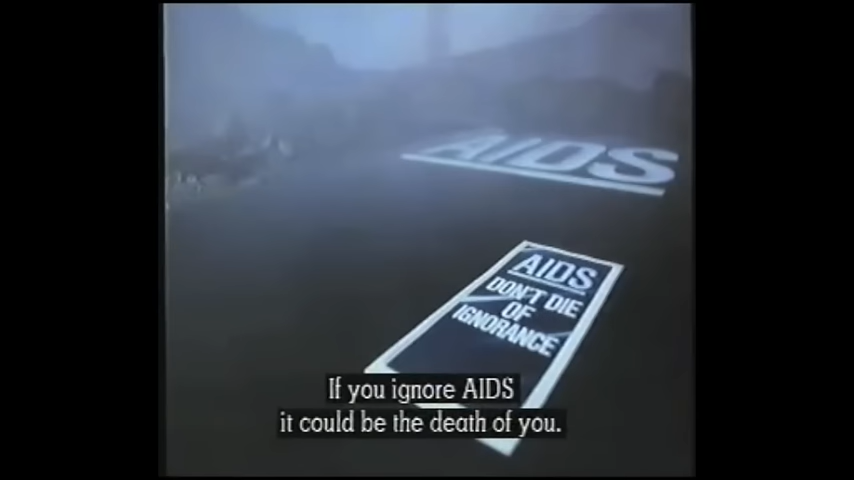 AIDS
AIDS
DON'T DIE
OF
IGNORANCE
If you ignore AIDS
it could be the death of you.